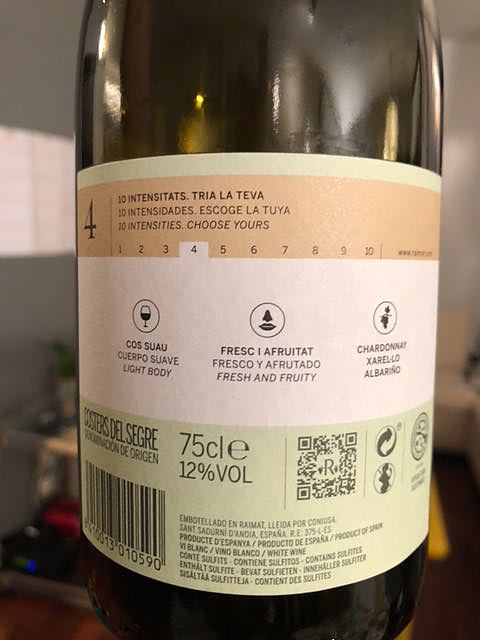 4
10 INTENSITATS. TRIA LA TEVA
10 INTENSIDADES. ESCOGE LA TUYA
10 INTENSITIES. CHOOSE YOURS
1 2 3 4 5 6 7 8 9 10
COS SUAU
CUERPO SUAVE
LIGHT BODY
FRESC I AFRUITAT
FRESCO Y AFRUTADO
FRESH AND FRUITY
CHARDONNAY
XAREL·LO
ALBARIÑO
COSTERS DEL SEGRE
DENOMINACIÓN DE ORIGEN
75cl e
12%VOL
R
EMBOTELLADO EN RAIMAT, LLEIDA POR CONIUSA,
SANT SADURNÍ D'ANOIA, ESPAÑA. R.E: 375-L-ES
PRODUCTE D'ESPANYA / PRODUCTO DE ESPAÑA / PRODUCT OF SPAIN
VI BLANC / VINO BLANCO / WHITE WINE
CONTÉ SULFITS - CONTIENE SULFITOS - CONTAINS SULFITES
ENTHÄLT SULFITE - BEVAT SULFIETEN - INNEHÅLLER SULFITER
SISÄLTÄÄ SULFITTEJA - CONTIENT DES SULFITES